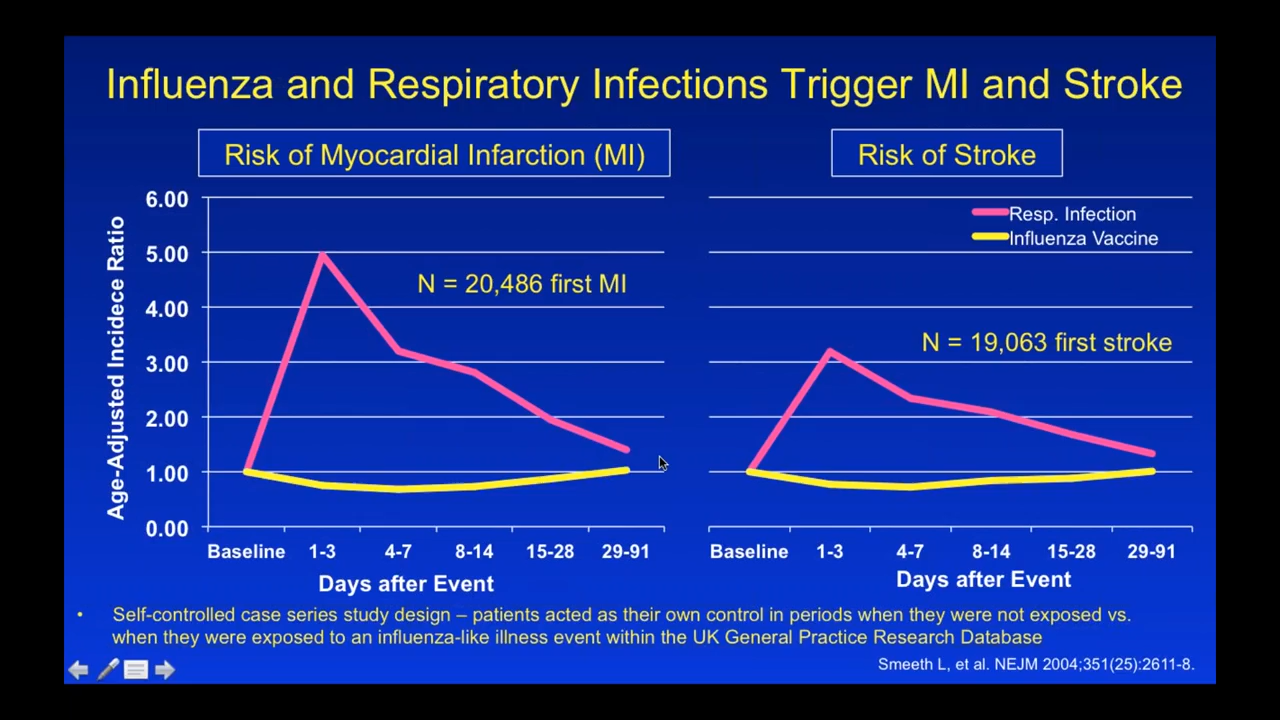 Influenza and Respiratory Infections Trigger MI and Stroke
Risk of Myocardial Infarction (MI)
Risk of Stroke
Age-Adjusted Incidece Ratio
6.00
5.00
4.00
3.00
2.00
1.00
0.00
N = 20,486 first MI
Baseline 1-3 4-7 8-14 15-28 29-91
Days after Event
Resp. Infection
Influenza Vaccine
N = 19,063 first stroke
Baseline 1-3 4-7 8-14 15-28 29-91
Days after Event
• Self-controlled case series study design – patients acted as their own control in periods when they were not exposed vs.
when they were exposed to an influenza-like illness event within the UK General Practice Research Database
Smeeth L, et al. NEJM 2004;351(25):2611-8.